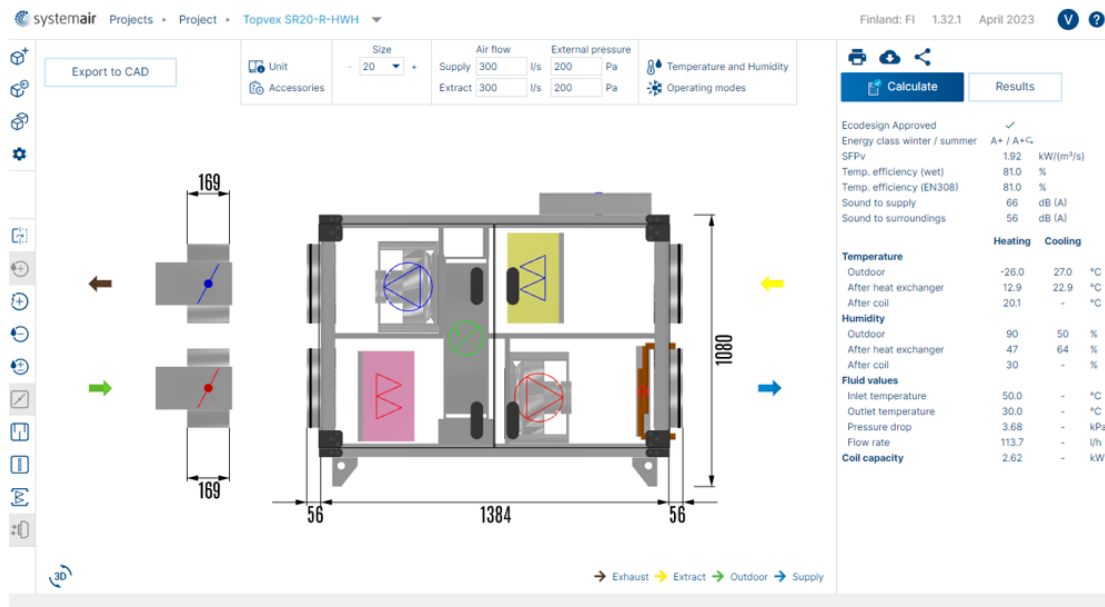 systemair Projects Project Topvex SR20-R-HWH Finland: FI 1.32.1 April 2023 V ?
Export to CAD
Unit
Accessories
Size
- 20 +
Air flow External pressure
Supply 300 l/s 200 Pa
Extract 300 l/s 200 Pa
Temperature and Humidity
Operating modes
Calculate Results
Ecodesign Approved
Energy class winter / summer A+ / A+
SFPv 1.92 kW/(m³/s)
Temp. efficiency (wet) 81.0 %
Temp. efficiency (EN308) 81.0 %
Sound to supply 66 dB (A)
Sound to surroundings 56 dB (A)
Heating Cooling
Temperature
Outdoor -26.0 27.0 °C
After heat exchanger 12.9 22.9 °C
After coil 20.1 - °C
Humidity
Outdoor 90 50 %
After heat exchanger 47 64 %
After coil 30 - %
Fluid values
Inlet temperature 50.0 - °C
Outlet temperature 30.0 - °C
Pressure drop 3.68 - kPa
Flow rate 113.7 - l/h
Coil capacity 2.62 - kW
169
1080
169
56 1384 56
3D
Exhaust Extract Outdoor Supply